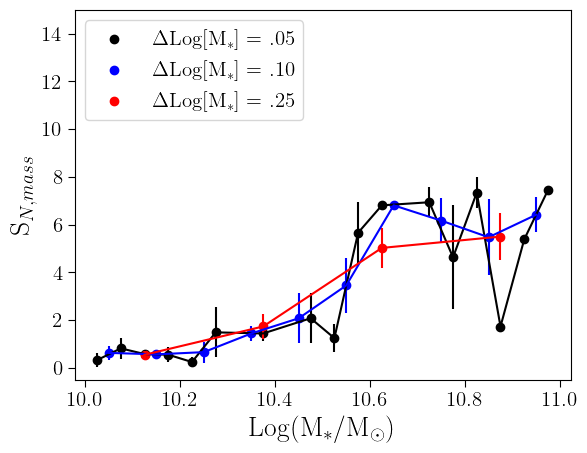 ΔLog[M*] = .05
ΔLog[M*] = .10
ΔLog[M*] = .25
14
12
10
8
6
4
2
0
S_{N,mass}
10.0 10.2 10.4 10.6 10.8 11.0
Log(M*/M⊙)